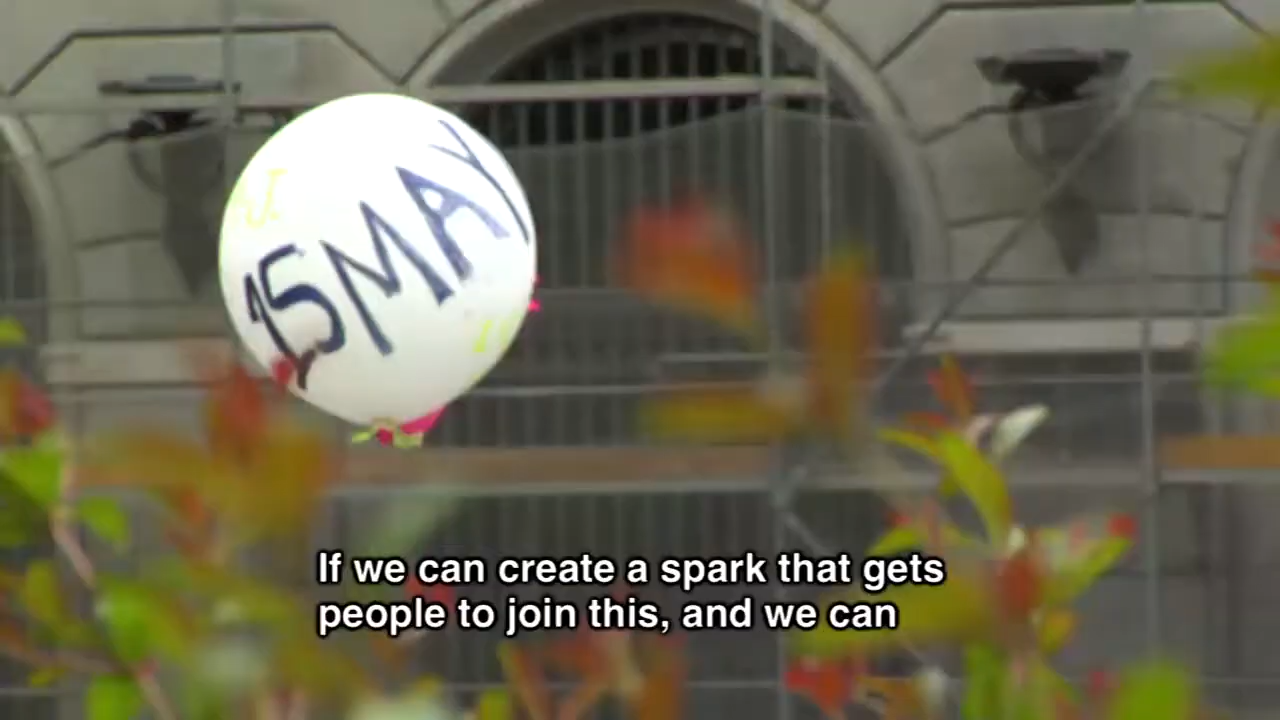 15MAY
If we can create a spark that gets
people to join this, and we can